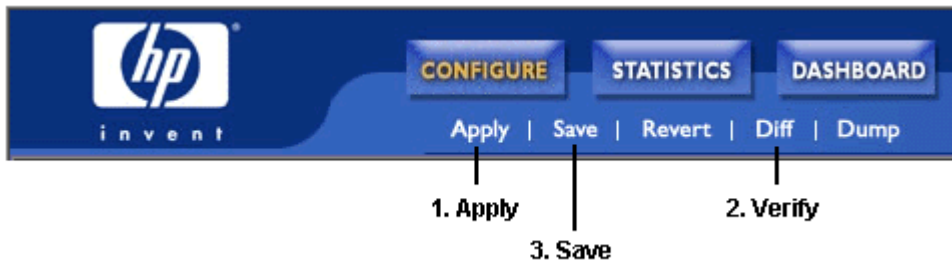 hp
invent
CONFIGURE STATISTICS DASHBOARD
Apply | Save | Revert | Diff | Dump
1. Apply 2. Verify
3. Save